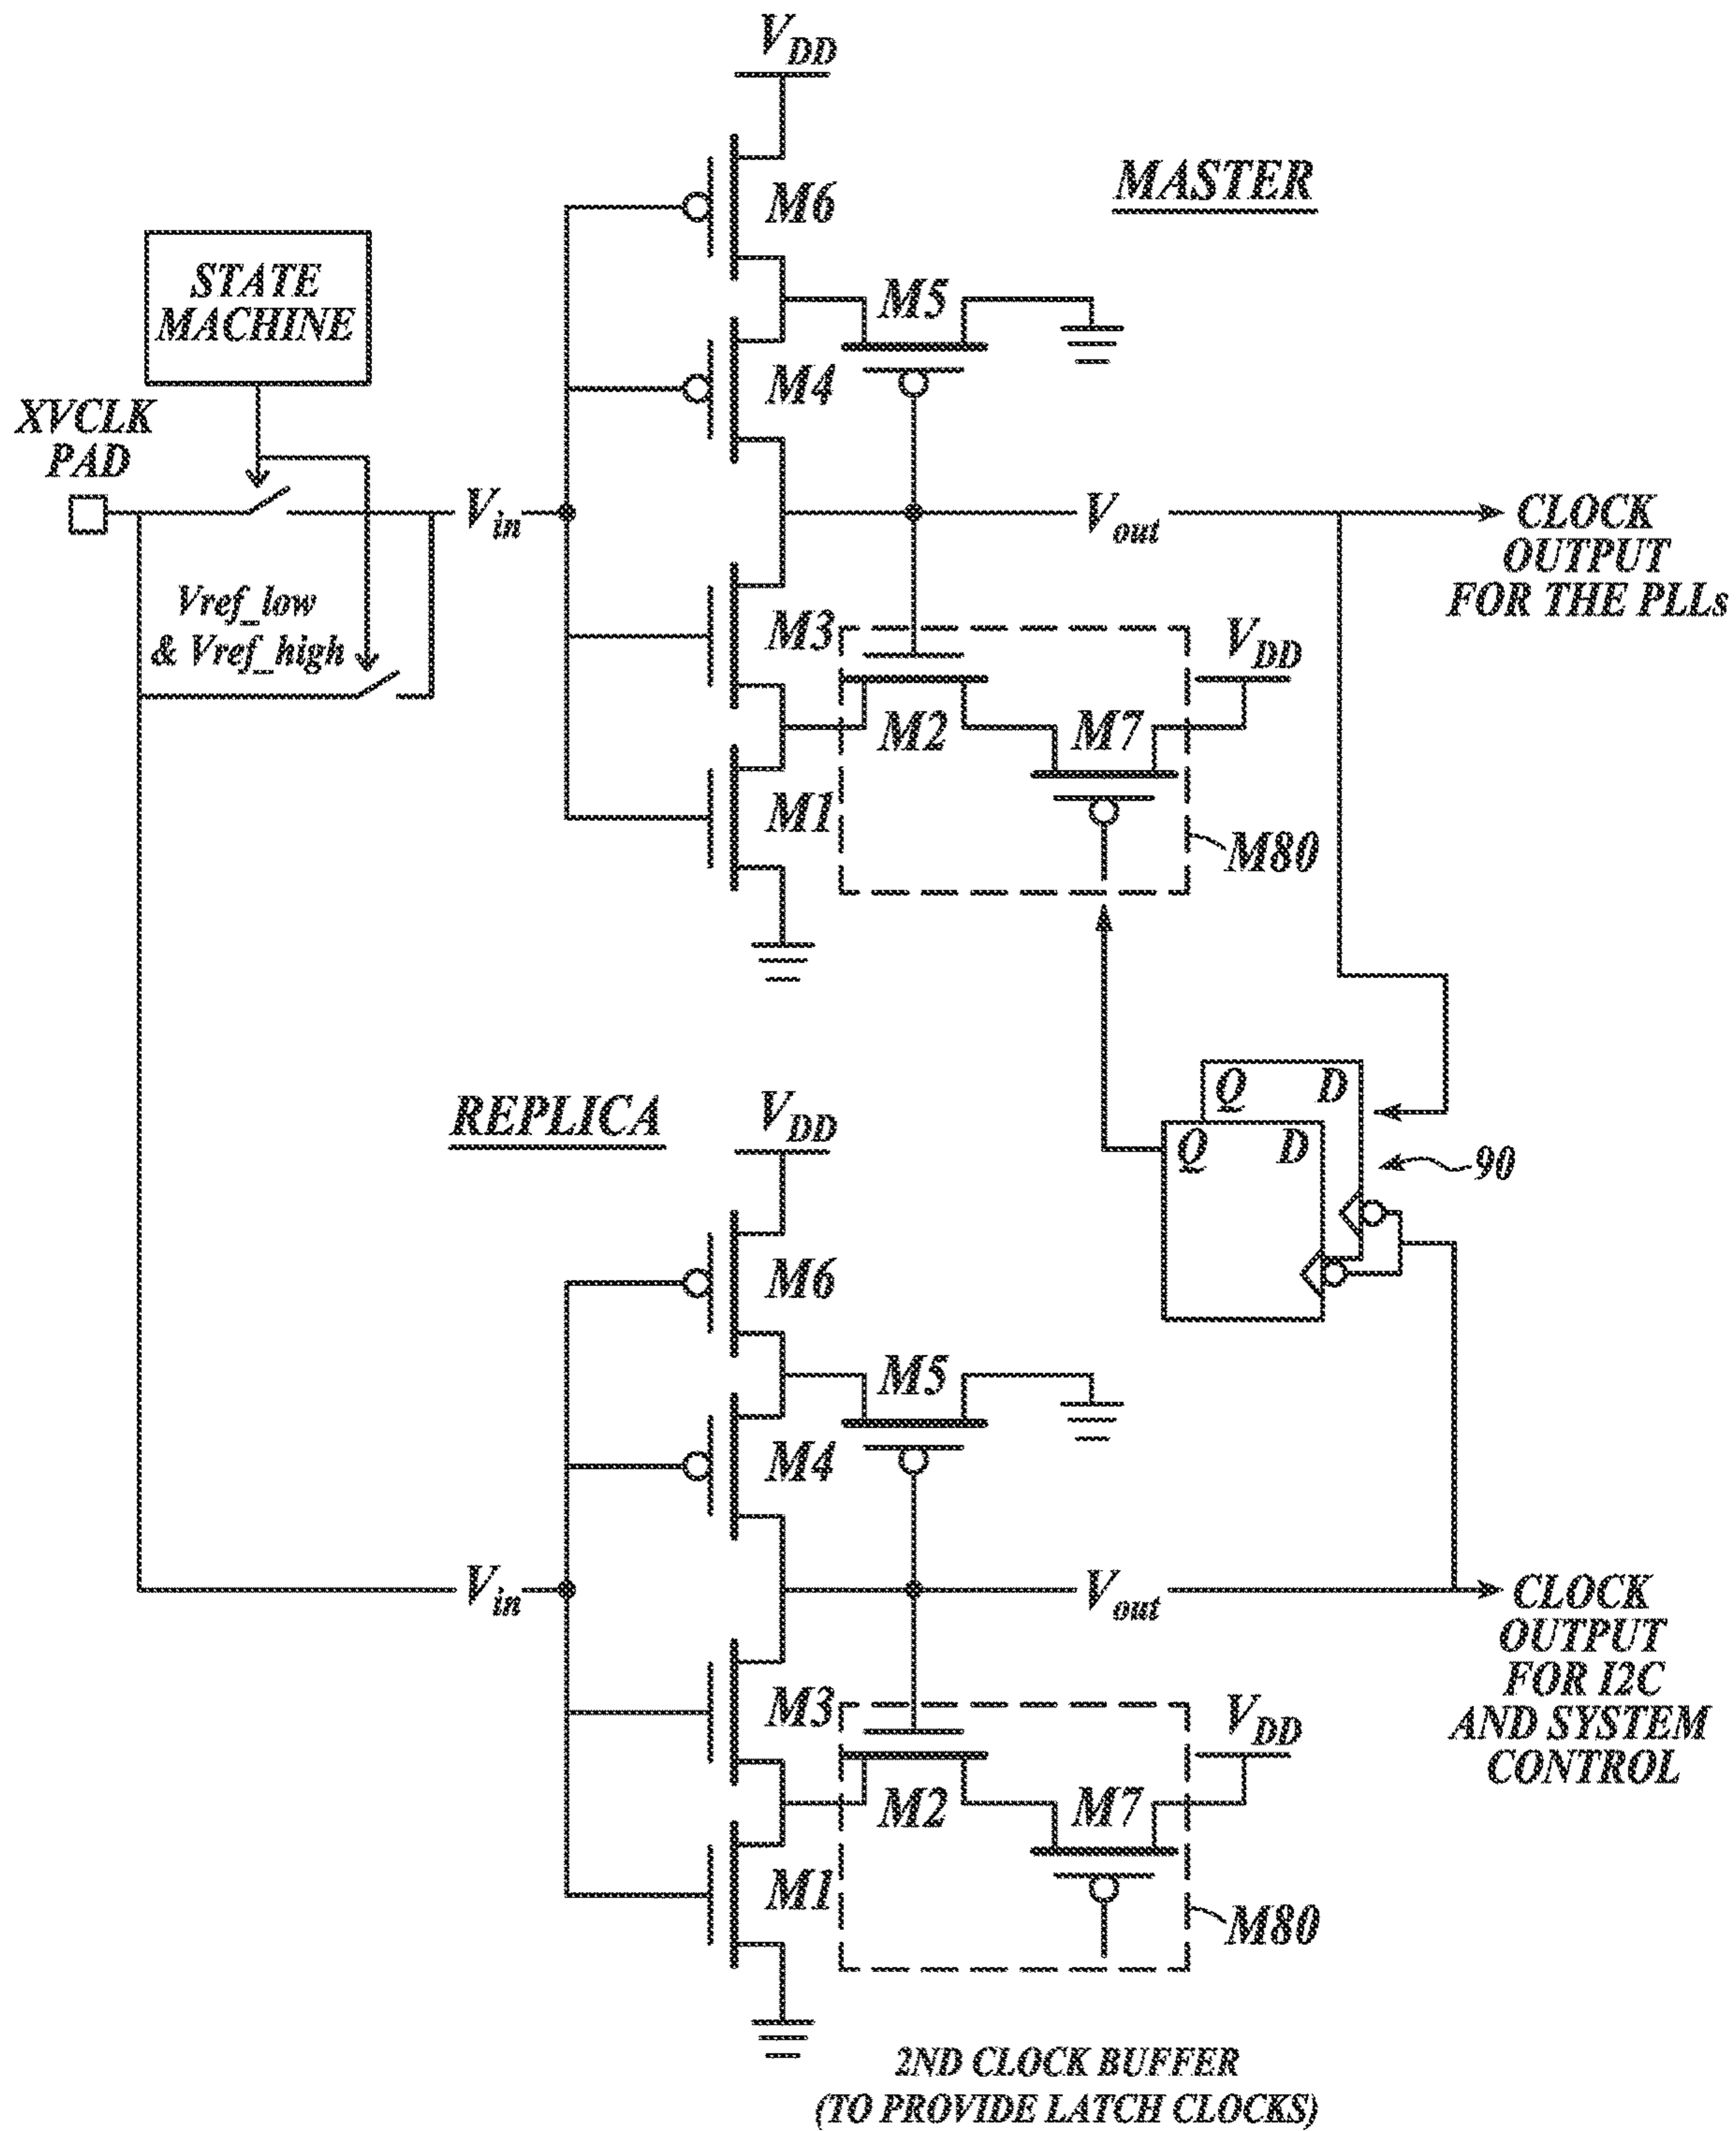 VDD
MASTER
M6
STATE
MACHINE
M5
M4
XVCLK
PAD
Vin
Vout
CLOCK
OUTPUT
FOR THE PLLs
Vref_low
& Vref_high
M3
VDD
M2
M7
M1
M80
Q D
Q D
90
REPLICA
VDD
M6
M5
M4
Vin
Vout
CLOCK
OUTPUT
FOR I2C
AND SYSTEM
CONTROL
M3
VDD
M2
M7
M1
M80
2ND CLOCK BUFFER
(TO PROVIDE LATCH CLOCKS)